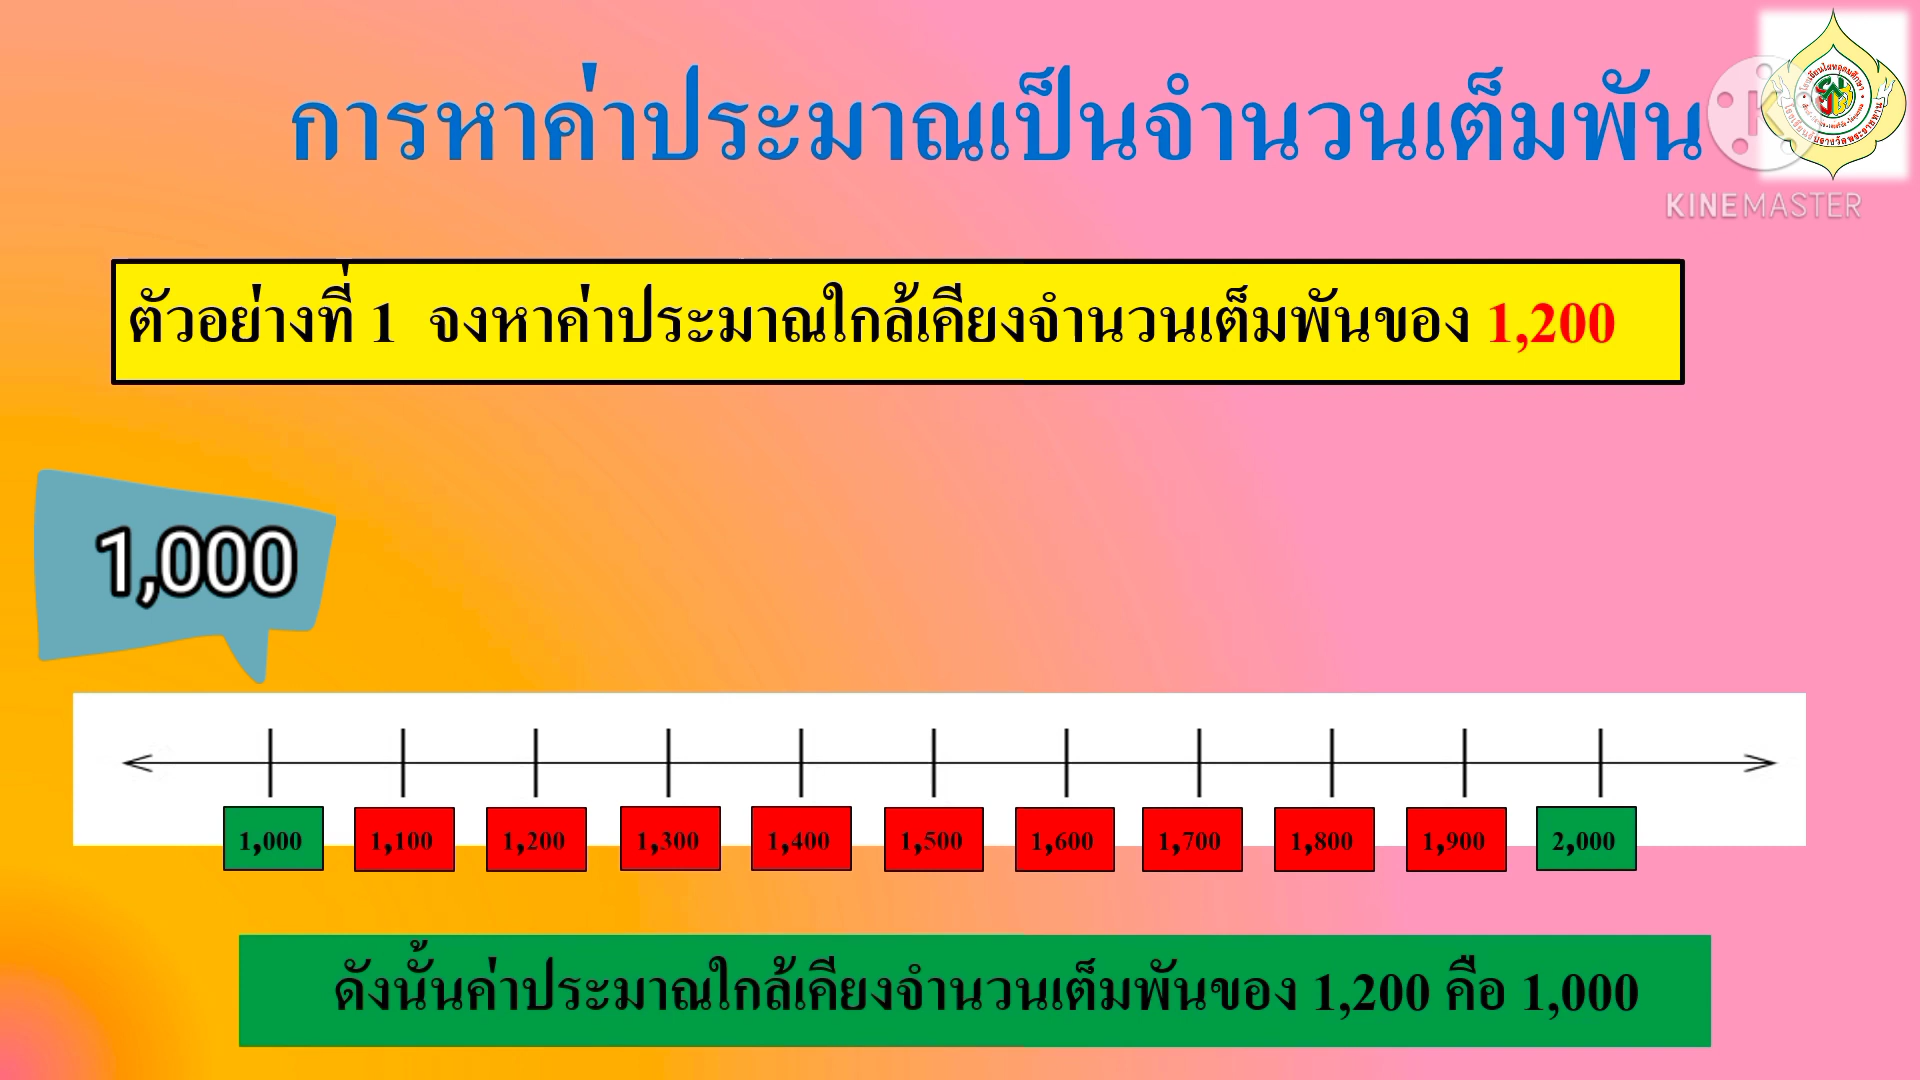 การหาค่าประมาณเป็นจำนวนเต็มพัน
KINEMASTER
ตัวอย่างที่ 1 จงหาค่าประมาณใกล้เคียงจำนวนเต็มพันของ 1,200
1,000
1,000 1,100 1,200 1,300 1,400 1,500 1,600 1,700 1,800 1,900 2,000
ดังนั้นค่าประมาณใกล้เคียงจำนวนเต็มพันของ 1,200 คือ 1,000